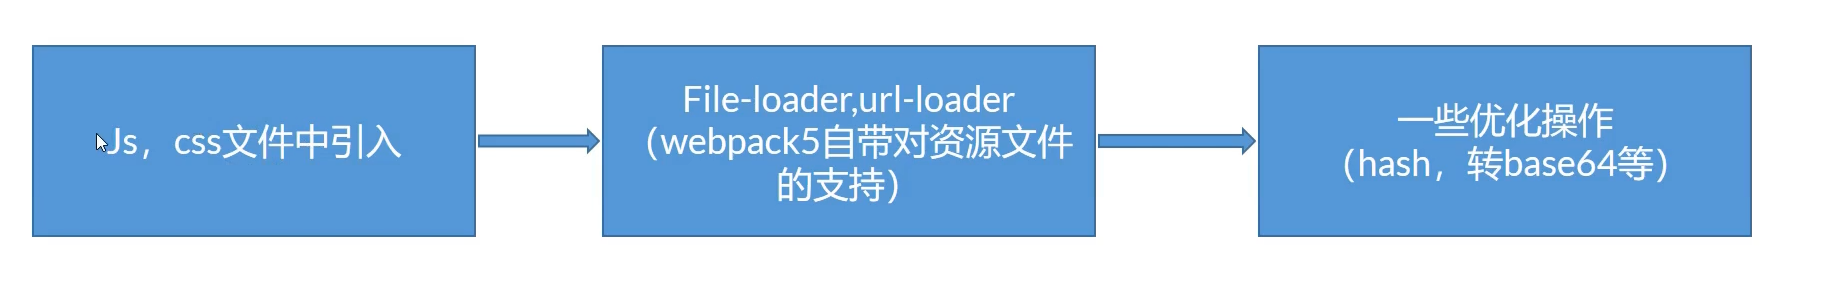 Js，css文件中引入
File-loader,url-loader
（webpack5自带对资源文件
的支持）
一些优化操作
（hash，转base64等）